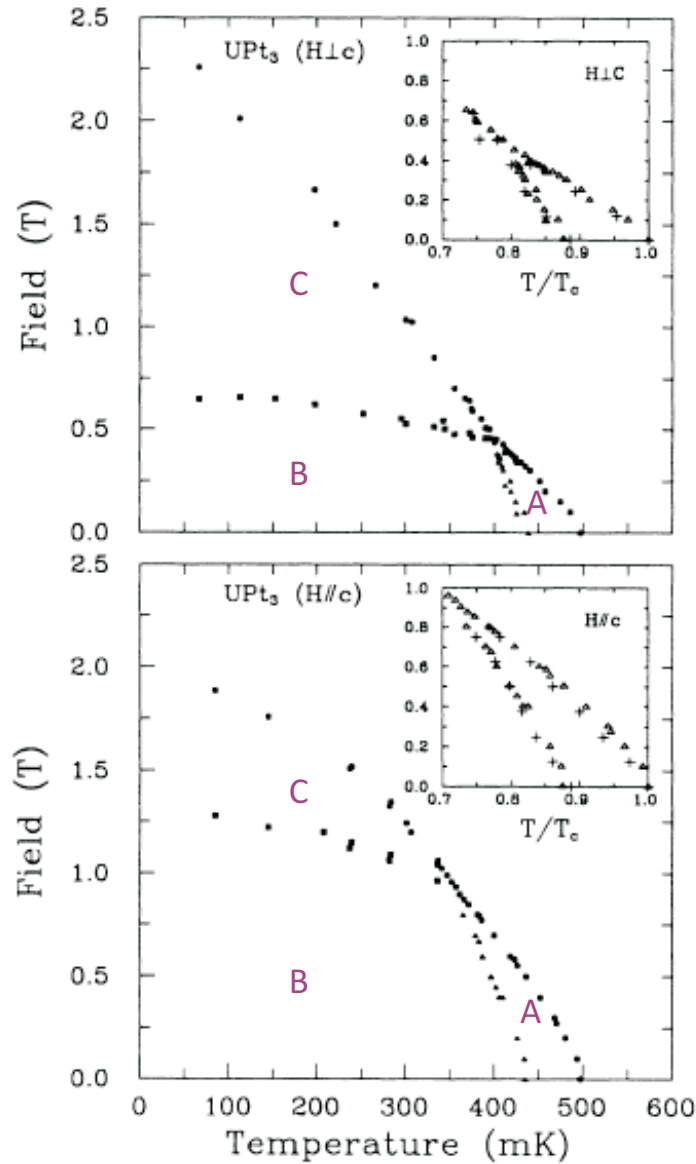 2.5
UPt₃ (H⊥c)
2.0
1.5
1.0
0.5
0.0
Field (T)
C
B
A
1.0
0.8
0.6
0.4
0.2
0.0
H⊥C
0.7 0.8 0.9 1.0
T/Tc
2.5
UPt₃ (H//c)
2.0
1.5
1.0
0.5
0.0
Field (T)
C
B
A
1.0
0.8
0.6
0.4
0.2
0.0
H//c
0.7 0.8 0.9 1.0
T/Tc
0 100 200 300 400 500 600
Temperature (mK)